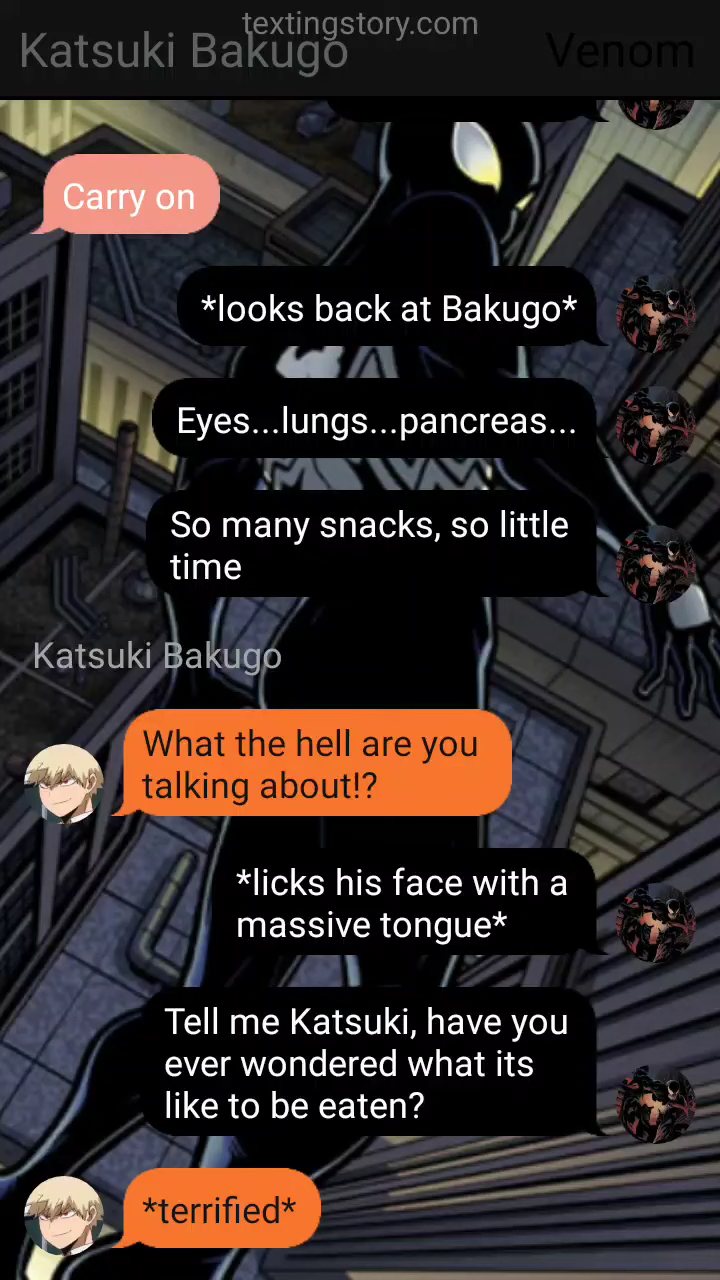 textingstory.com
Katsuki Bakugo
Venom
Carry on
*looks back at Bakugo*
Eyes...lungs...pancreas...
So many snacks, so little
time
Katsuki Bakugo
What the hell are you
talking about!?
*licks his face with a
massive tongue*
Tell me Katsuki, have you
ever wondered what its
like to be eaten?
*terrified*